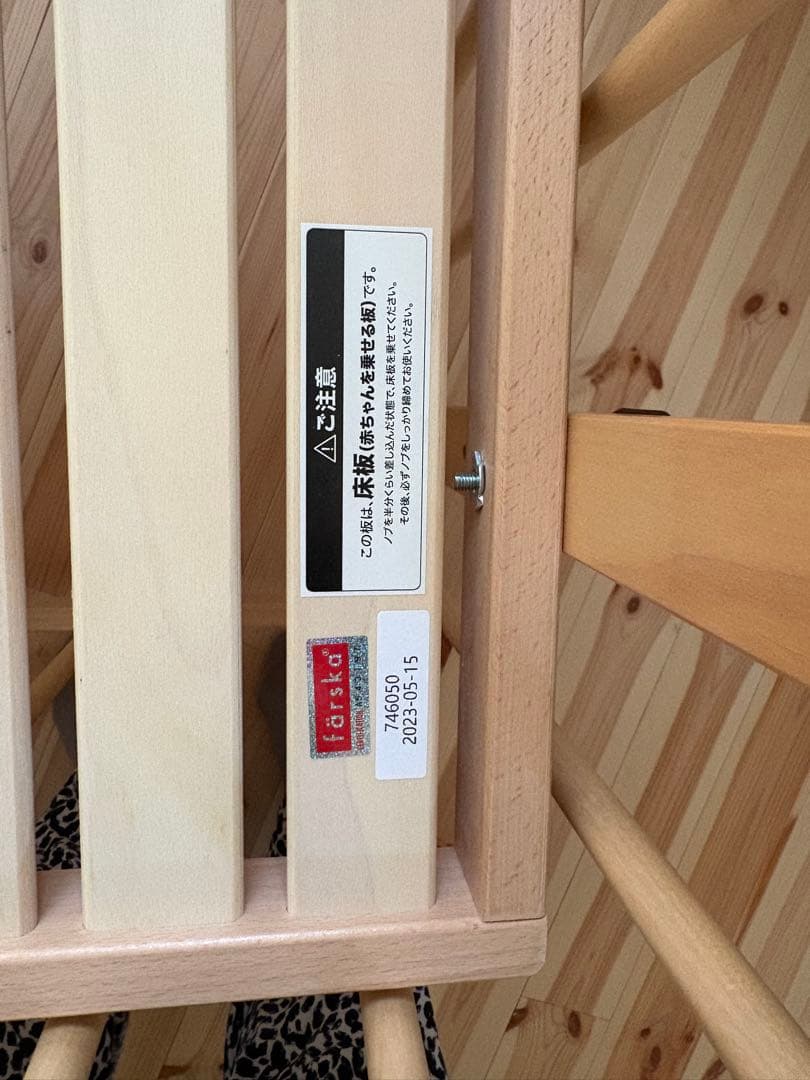 ⚠ご注意
この板は、床板(赤ちゃんを乗せる板)です。
ノブを半分くらい差し込んだ状態で、床板を乗せてください。
その後、必ずノブをしっかり締めてお使いください。
färska®
746050
2023-05-15